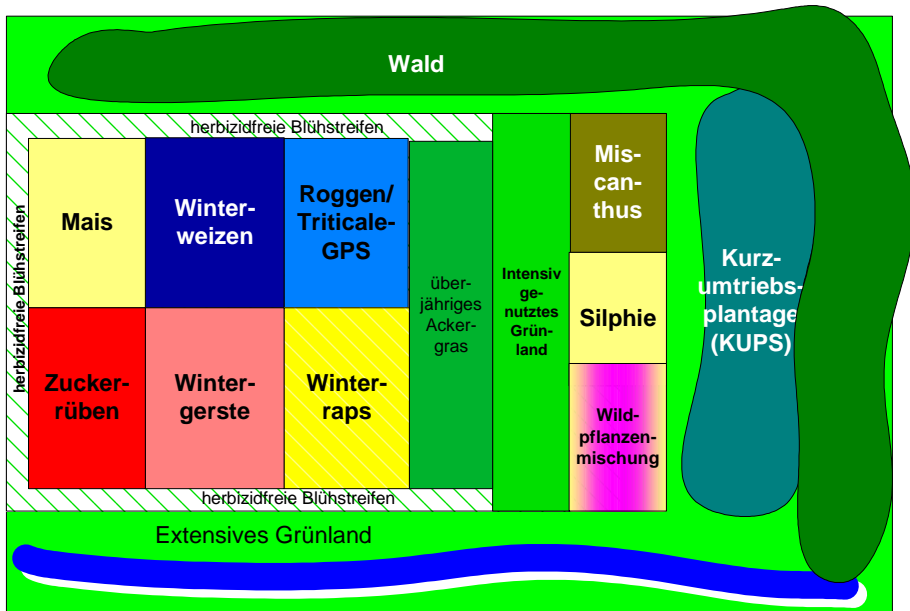 Wald
herbizidfreie Blühstreifen
herbizidfreie Blühstreifen
Mais
Winter-
weizen
Roggen/
Triticale-
GPS
über-
jähriges
Acker-
gras
Intensiv
ge-
nutztes
Grün-
land
Mis-
can-
thus
Silphie
Kurz-
umtriebs-
plantage
(KUPS)
Zucker-
rüben
Winter-
gerste
Winter-
raps
Wild-
pflanzen-
mischung
herbizidfreie Blühstreifen
Extensives Grünland